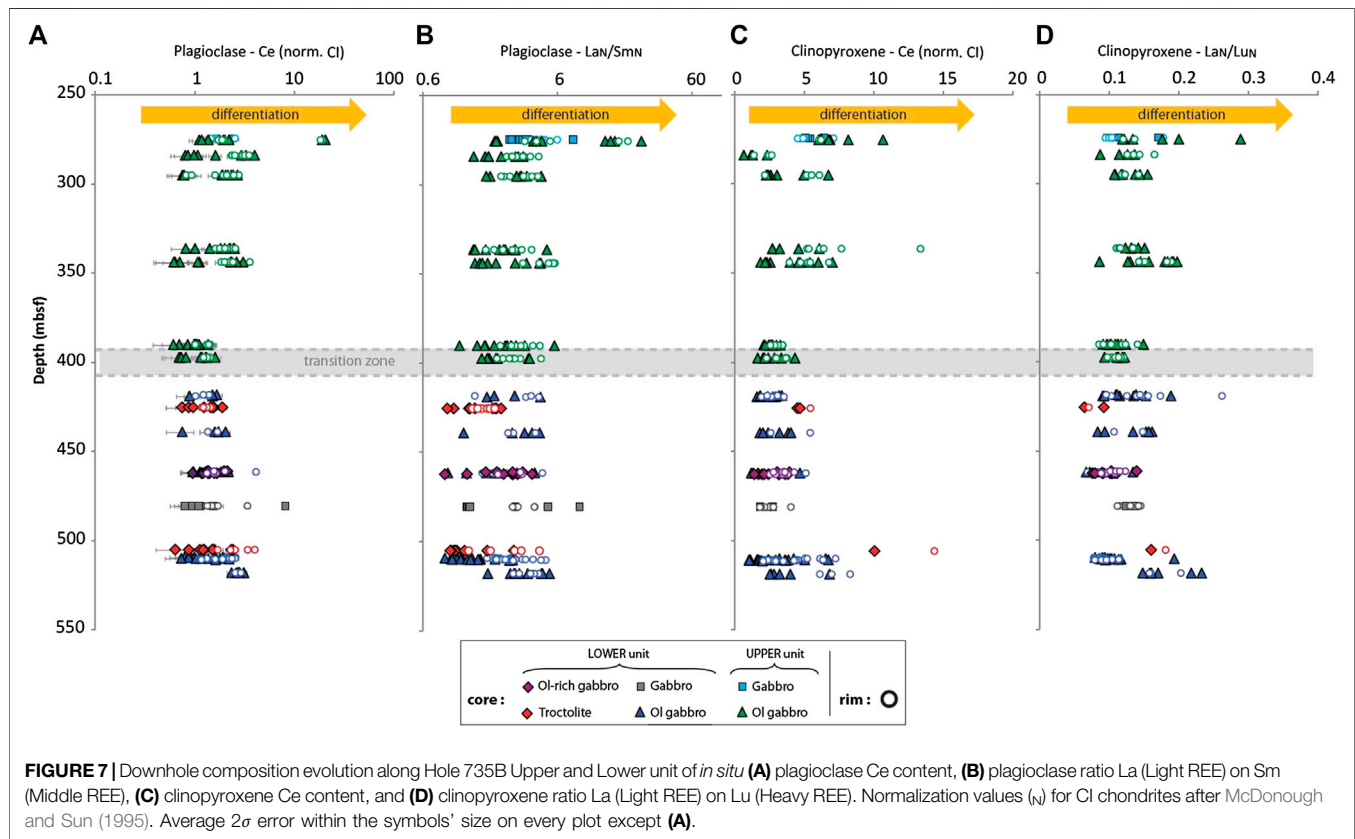 A
Plagioclase - Ce (norm. CI)
0.1 1 10 100
B
Plagioclase - LaN/SmN
0.6 6 60
C
Clinopyroxene - Ce (norm. CI)
0 5 10 15 20
D
Clinopyroxene - LaN/LuN
0 0.1 0.2 0.3 0.4
differentiation
differentiation
differentiation
differentiation
Depth (mbsf)
250
300
350
400
450
500
550
transition zone
LOWER unit UPPER unit
core : Ol-rich gabbro Gabbro Gabbro rim :
Troctolite Ol gabbro Ol gabbro
FIGURE 7 | Downhole composition evolution along Hole 735B Upper and Lower unit of in situ (A) plagioclase Ce content, (B) plagioclase ratio La (Light REE) on Sm
(Middle REE), (C) clinopyroxene Ce content, and (D) clinopyroxene ratio La (Light REE) on Lu (Heavy REE). Normalization values (N) for CI chondrites after McDonough
and Sun (1995). Average 2σ error within the symbols' size on every plot except (A).